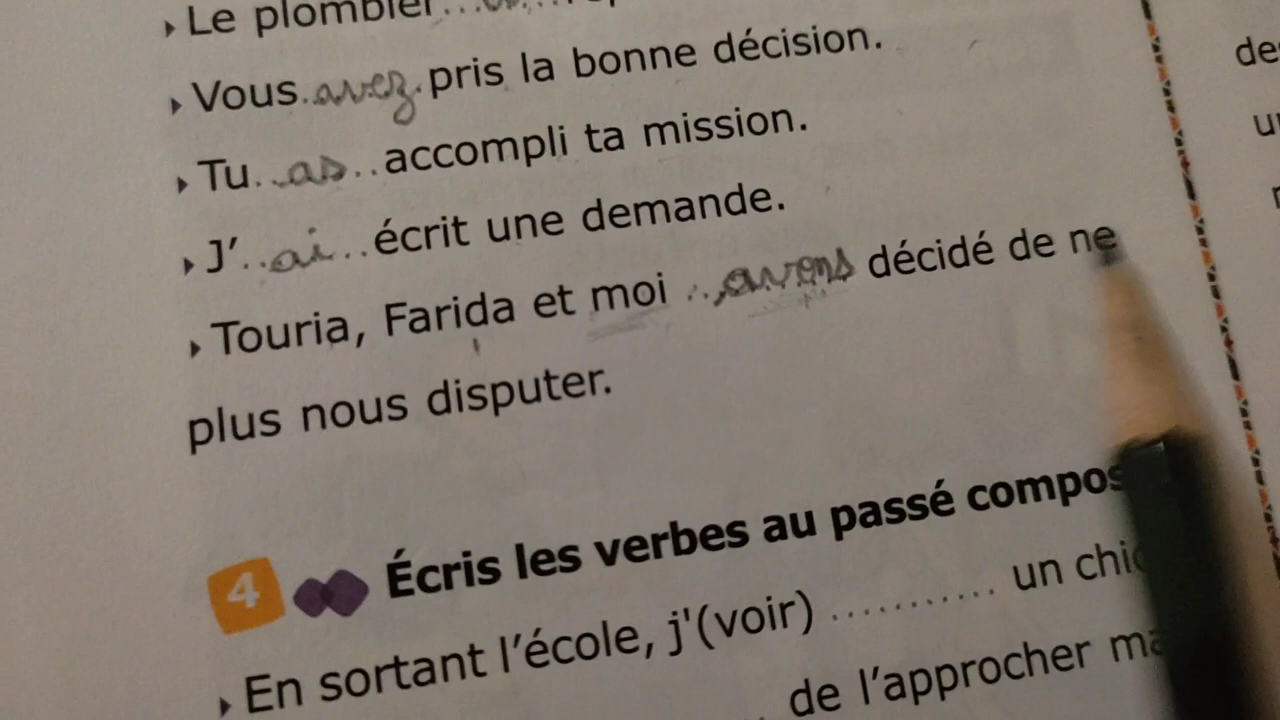 Le plombier
des
Vous avez pris la bonne décision.
Tu as accompli ta mission.
J' ai écrit une demande.
Touria, Farida et moi avons décidé de ne
plus nous disputer.
4 Écris les verbes au passé compos
En sortant l'école, j'(voir) ........... un chi
de l'approcher ma